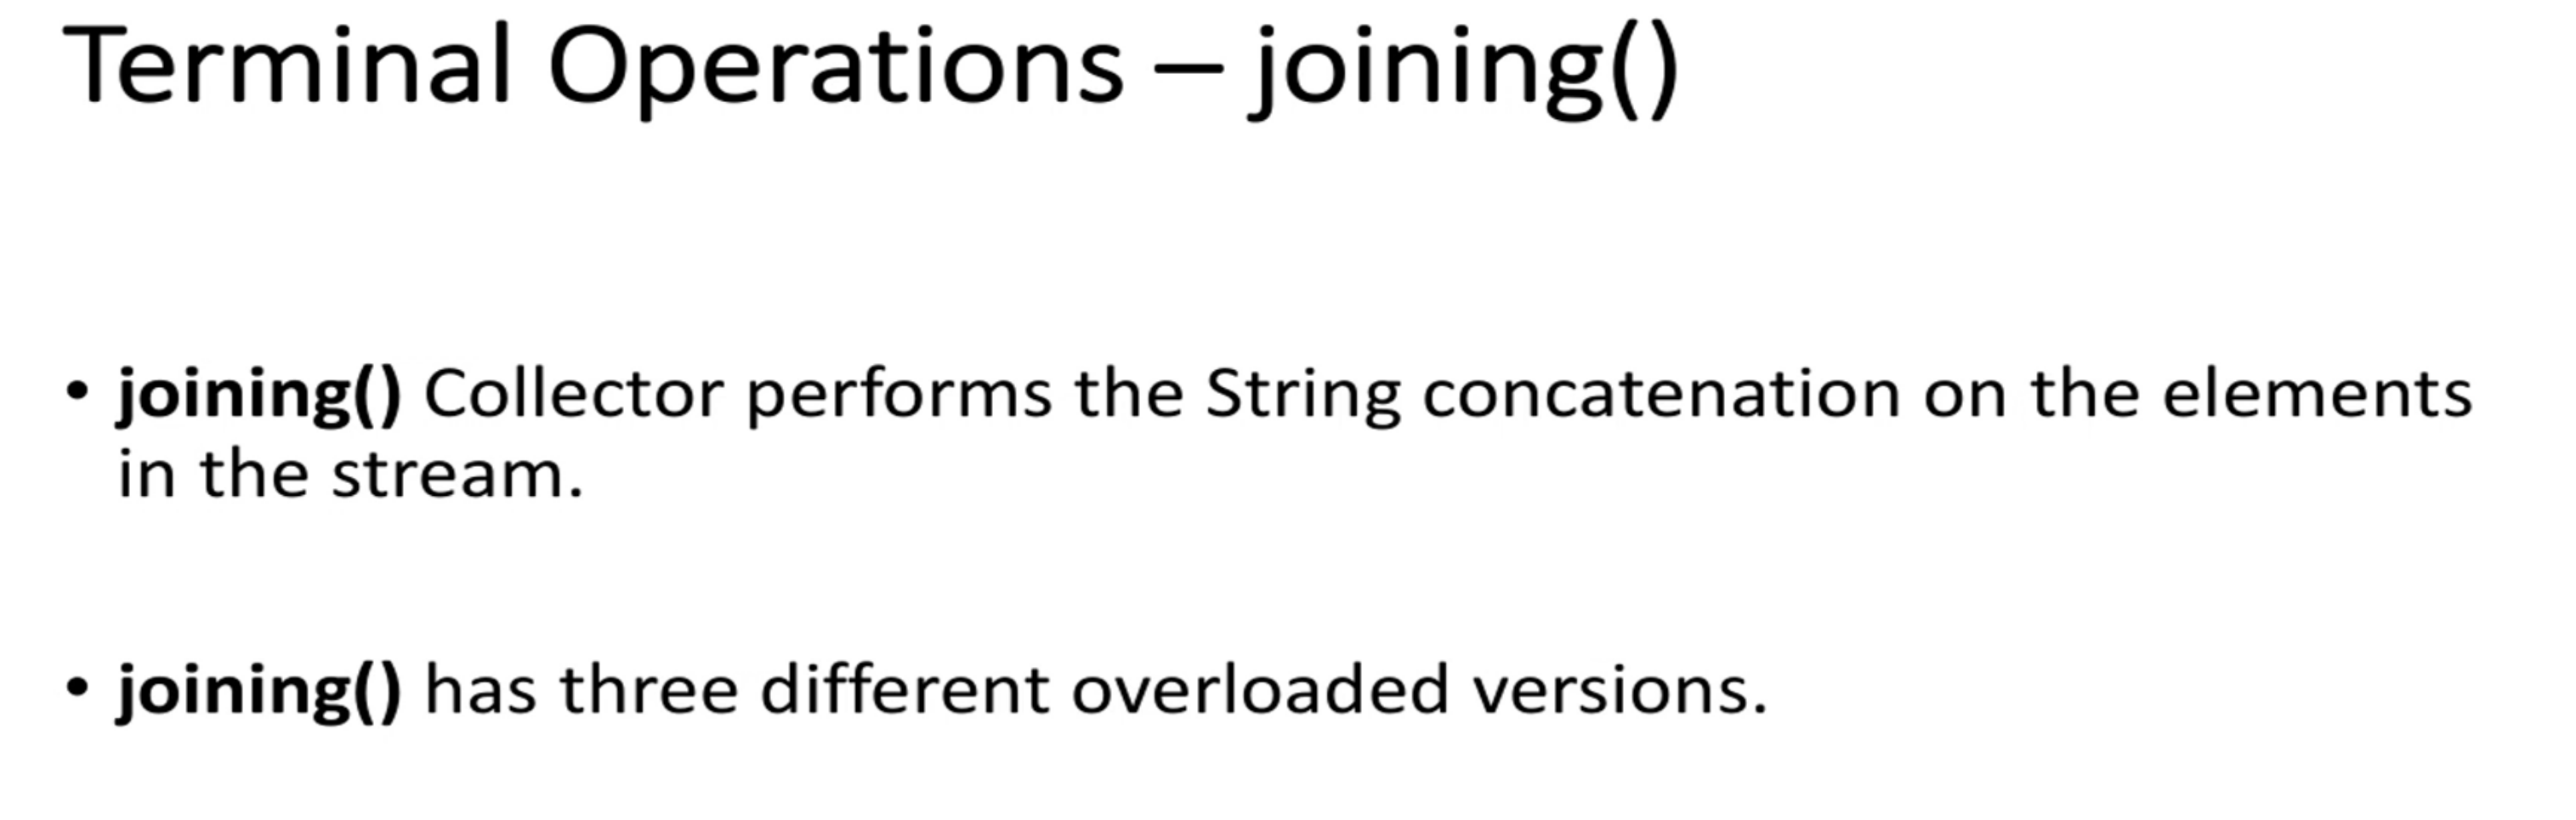 Terminal Operations – joining()
• joining() Collector performs the String concatenation on the elements
in the stream.
• joining() has three different overloaded versions.